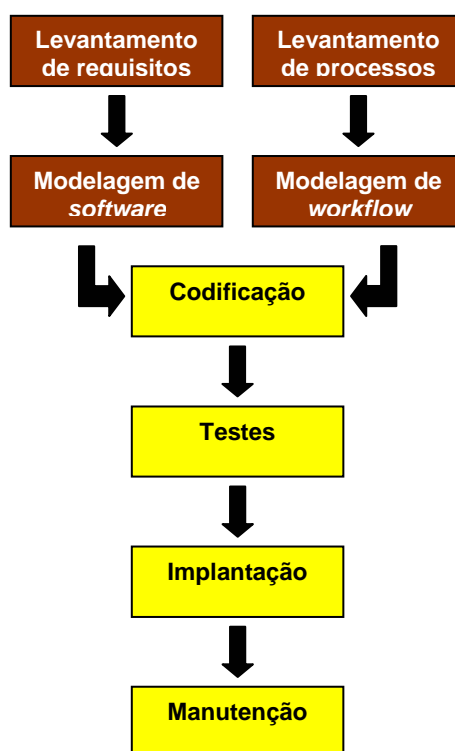 Levantamento
de requisitos
Levantamento
de processos
Modelagem de
software
Modelagem de
workflow
Codificação
Testes
Implantação
Manutenção